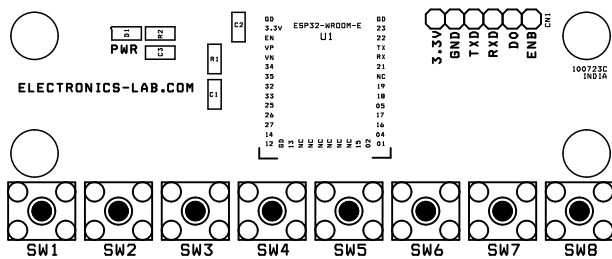 D1
R2
PWR
C3
C2
R1
C1
ELECTRONICS-LAB.COM
ESP32-WROOM-E
U1
GD
3.3V
EN
VP
VN
34
35
32
33
25
26
27
14
12
GD
13
NC
NC
NC
NC
NC
NC
15
02
GD
23
22
TX
RX
21
NC
19
18
05
17
16
04
01
CN1
3.3V
GND
TXD
RXD
DO
ENB
100723C
INDIA
SW1 SW2 SW3 SW4 SW5 SW6 SW7 SW8